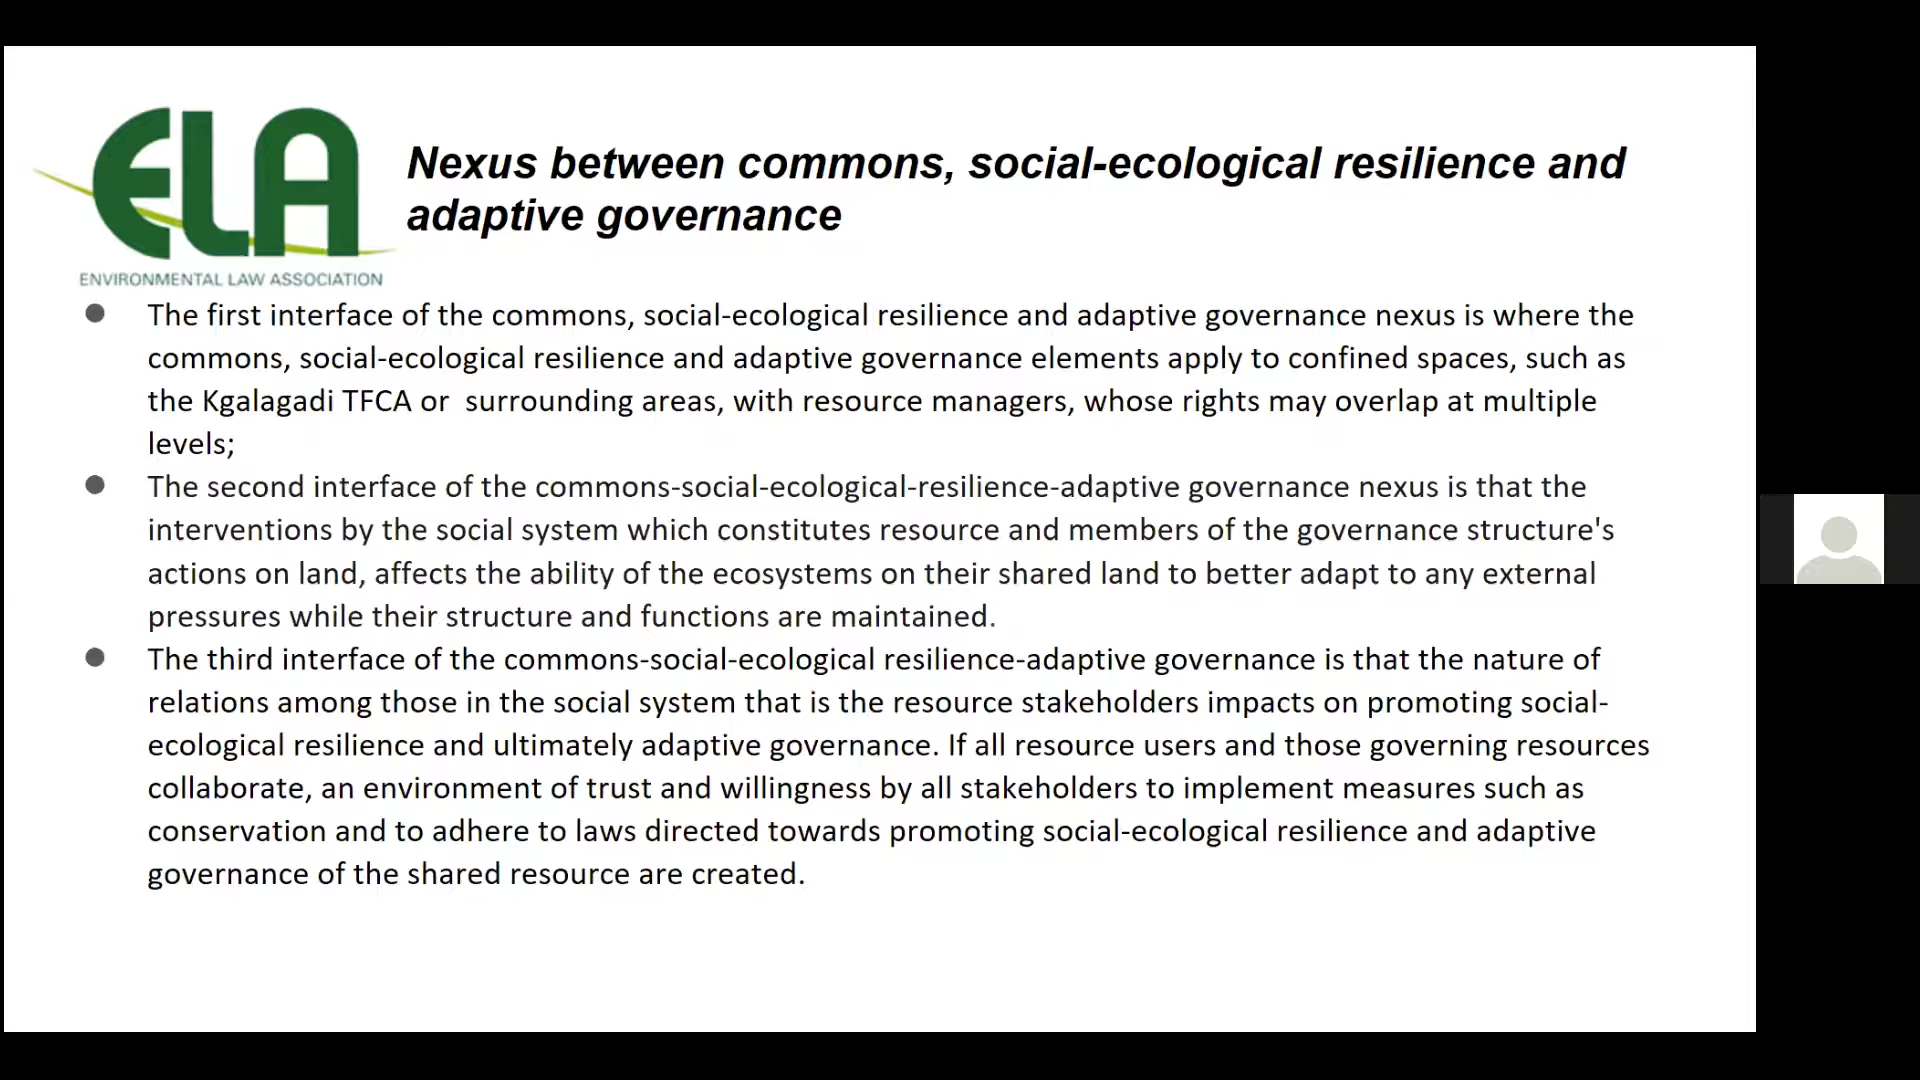 ELA
ENVIRONMENTAL LAW ASSOCIATION
Nexus between commons, social-ecological resilience and
adaptive governance
● The first interface of the commons, social-ecological resilience and adaptive governance nexus is where the
commons, social-ecological resilience and adaptive governance elements apply to confined spaces, such as
the Kgalagadi TFCA or  surrounding areas, with resource managers, whose rights may overlap at multiple
levels;
● The second interface of the commons-social-ecological-resilience-adaptive governance nexus is that the
interventions by the social system which constitutes resource and members of the governance structure's
actions on land, affects the ability of the ecosystems on their shared land to better adapt to any external
pressures while their structure and functions are maintained.
● The third interface of the commons-social-ecological resilience-adaptive governance is that the nature of
relations among those in the social system that is the resource stakeholders impacts on promoting social-
ecological resilience and ultimately adaptive governance. If all resource users and those governing resources
collaborate, an environment of trust and willingness by all stakeholders to implement measures such as
conservation and to adhere to laws directed towards promoting social-ecological resilience and adaptive
governance of the shared resource are created.